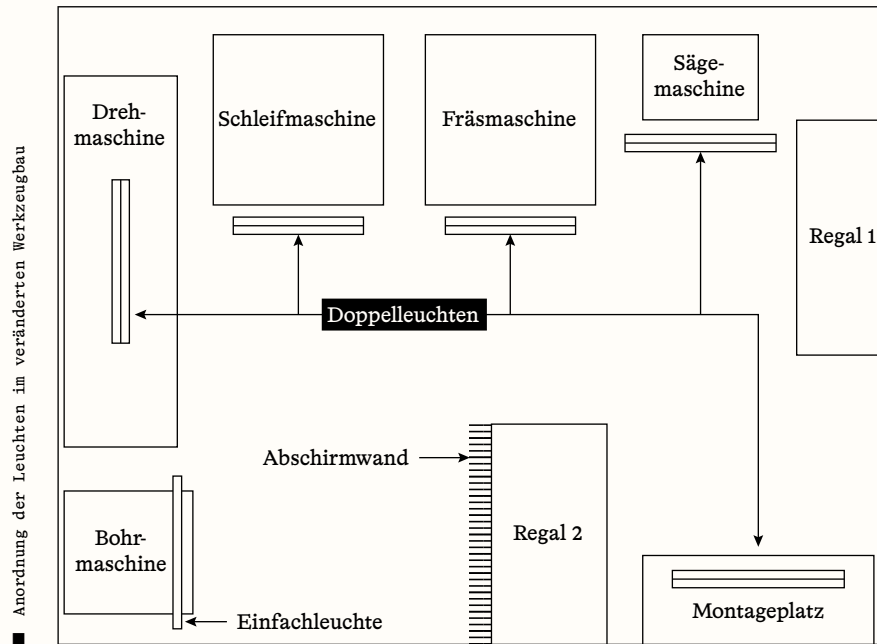 Anordnung der Leuchten im veränderten Werkzeugbau
Dreh-
maschine
Schleifmaschine
Fräsmaschine
Säge-
maschine
Regal 1
Doppelleuchten
Abschirmwand
Regal 2
Bohr-
maschine
Einfachleuchte
Montageplatz